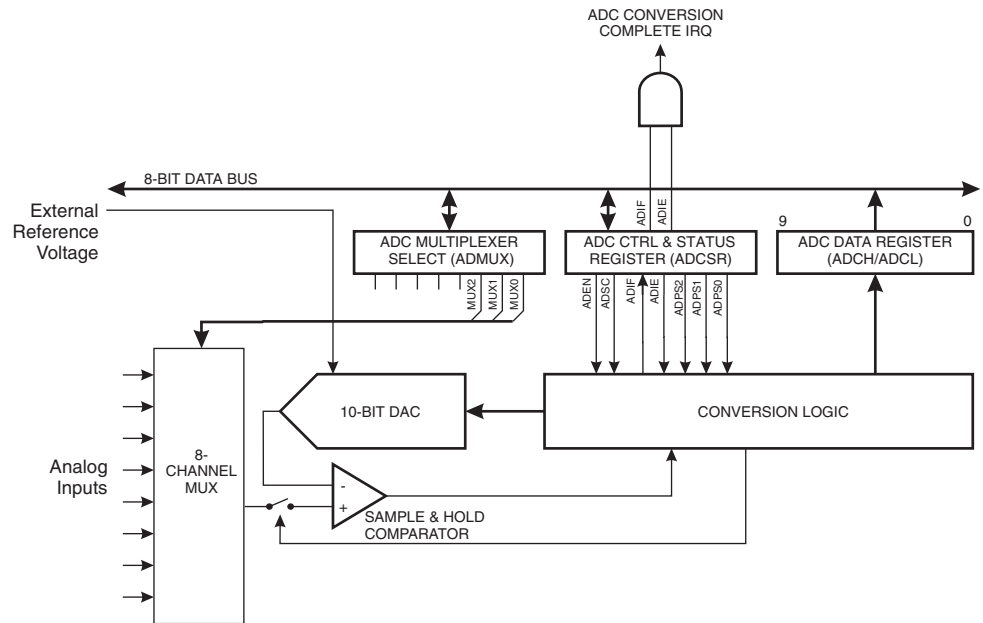 ADC CONVERSION
COMPLETE IRQ
8-BIT DATA BUS
External
Reference
Voltage
ADIF
ADIE
9
0
ADC MULTIPLEXER
SELECT (ADMUX)
ADC CTRL & STATUS
REGISTER (ADCSR)
ADC DATA REGISTER
(ADCH/ADCL)
MUX2
MUX1
MUX0
ADEN
ADSC
ADIF
ADIE
ADPS2
ADPS1
ADPS0
10-BIT DAC
CONVERSION LOGIC
Analog
Inputs
8-
CHANNEL
MUX
-
+
SAMPLE & HOLD
COMPARATOR